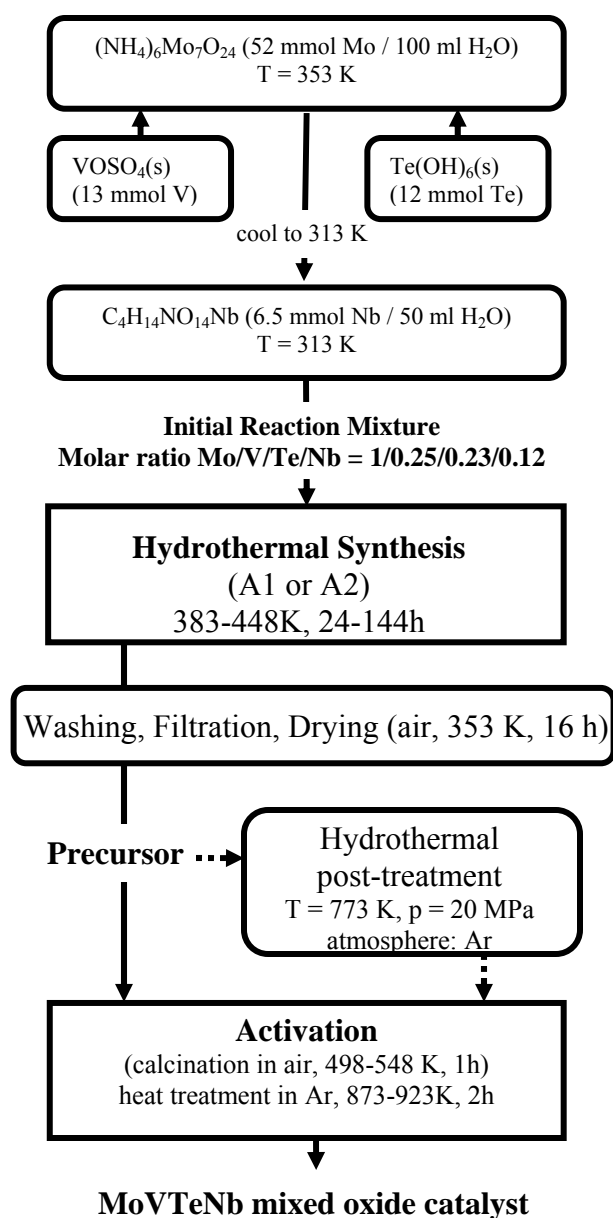 (NH₄)₆Mo₇O₂₄ (52 mmol Mo / 100 ml H₂O)
T = 353 K
VOSO₄(s)
(13 mmol V)
Te(OH)₆(s)
(12 mmol Te)
cool to 313 K
C₄H₁₄NO₁₄Nb (6.5 mmol Nb / 50 ml H₂O)
T = 313 K
Initial Reaction Mixture
Molar ratio Mo/V/Te/Nb = 1/0.25/0.23/0.12
Hydrothermal Synthesis
(A1 or A2)
383-448K, 24-144h
Washing, Filtration, Drying (air, 353 K, 16 h)
Precursor
Hydrothermal
post-treatment
T = 773 K, p = 20 MPa
atmosphere: Ar
Activation
(calcination in air, 498-548 K, 1h)
heat treatment in Ar, 873-923K, 2h
MoVTeNb mixed oxide catalyst